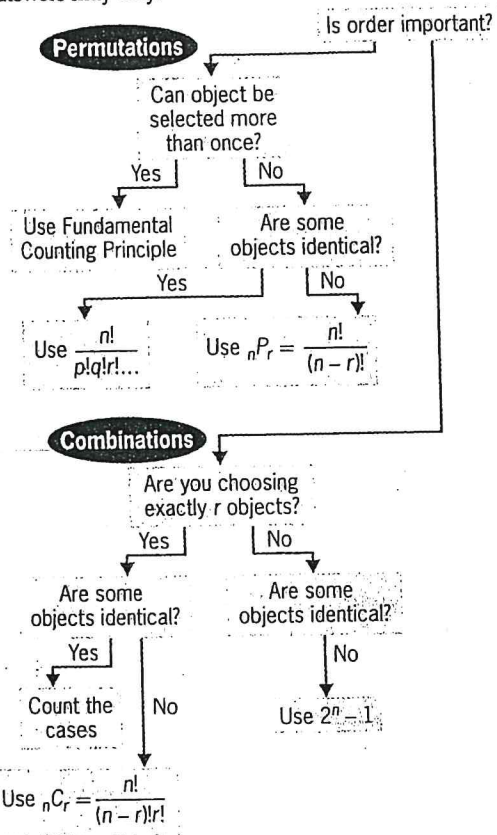 Is order important?
Permutations
Can object be
selected more
than once?
Yes
No
Use Fundamental
Counting Principle
Are some
objects identical?
Yes
No
Use n!/p!q!r!...
Use nPr = n!/(n – r)!
Combinations
Are you choosing
exactly r objects?
Yes
No
Are some
objects identical?
Are some
objects identical?
Yes
No
No
Count the
cases
Use 2ⁿ – 1
Use nCr = n!/(n – r)!r!